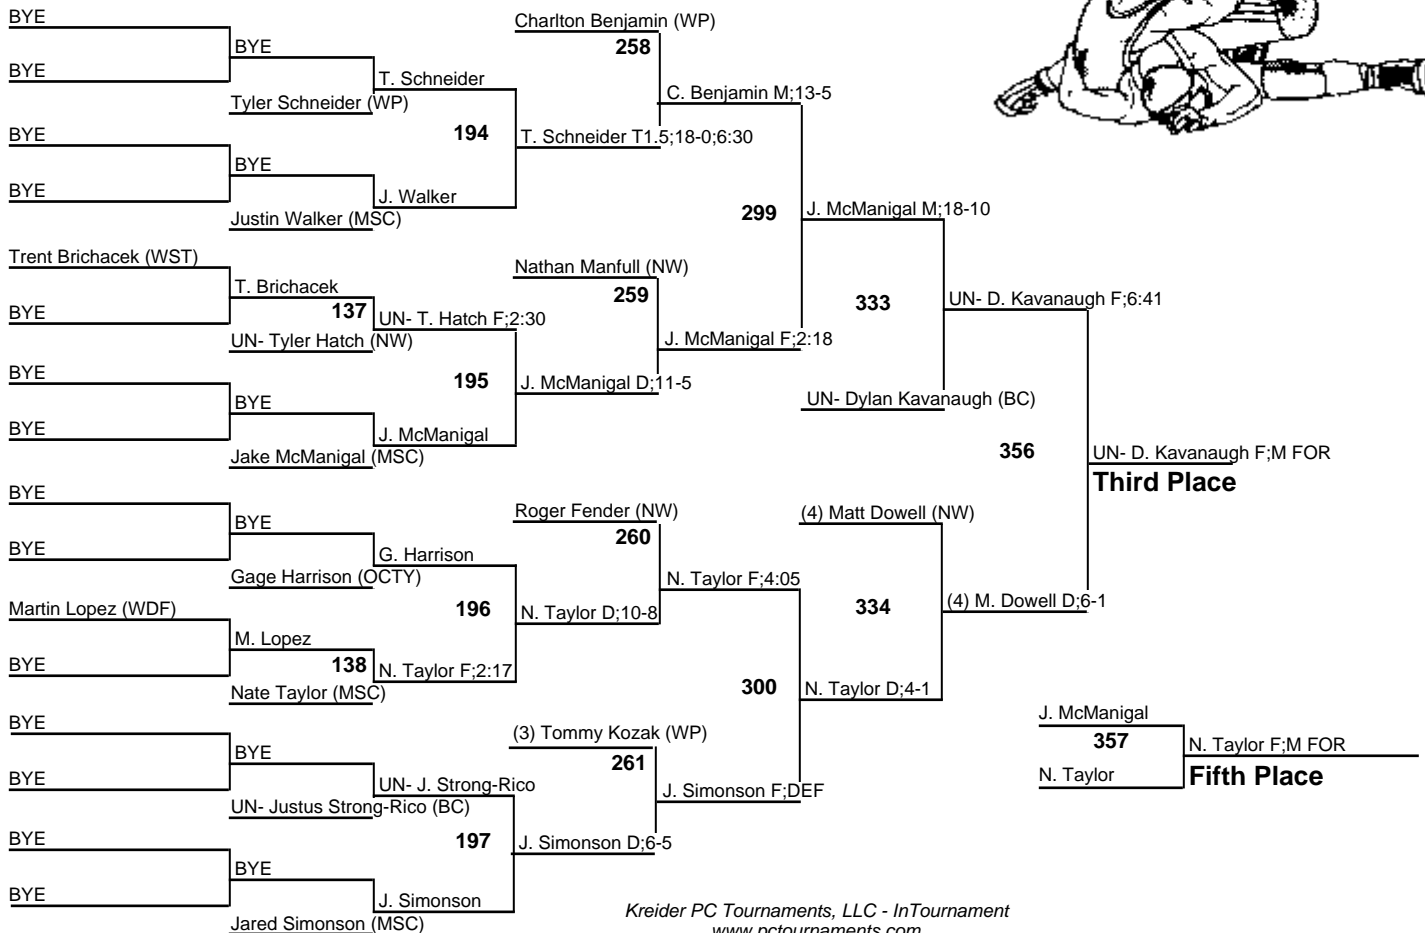 BYE
BYE
BYE
T. Schneider
Tyler Schneider (WP)
194
BYE
BYE
BYE
J. Walker
Justin Walker (MSC)
Charlton Benjamin (WP)
258
C. Benjamin M;13-5
T. Schneider T1.5;18-0;6:30
299
J. McManigal M;18-10
Trent Brichacek (WST)
T. Brichacek
BYE
137
UN- T. Hatch F;2:30
UN- Tyler Hatch (NW)
195
BYE
BYE
BYE
J. McManigal
Jake McManigal (MSC)
Nathan Manfull (NW)
259
J. McManigal F;2:18
J. McManigal D;11-5
333
UN- D. Kavanaugh F;6:41
UN- Dylan Kavanaugh (BC)
356
UN- D. Kavanaugh F;M FOR
Third Place
BYE
BYE
BYE
G. Harrison
Gage Harrison (OCTY)
196
Martin Lopez (WDF)
M. Lopez
BYE
138
N. Taylor F;2:17
Nate Taylor (MSC)
Roger Fender (NW)
260
N. Taylor F;4:05
N. Taylor D;10-8
(4) Matt Dowell (NW)
334
(4) M. Dowell D;6-1
300
N. Taylor D;4-1
BYE
BYE
BYE
UN- J. Strong-Rico
UN- Justus Strong-Rico (BC)
197
BYE
BYE
BYE
J. Simonson
Jared Simonson (MSC)
(3) Tommy Kozak (WP)
261
J. Simonson F;DEF
J. Simonson D;6-5
J. McManigal
357
N. Taylor
N. Taylor F;M FOR
Fifth Place
Kreider PC Tournaments, LLC - InTournament
www.pctournaments.com